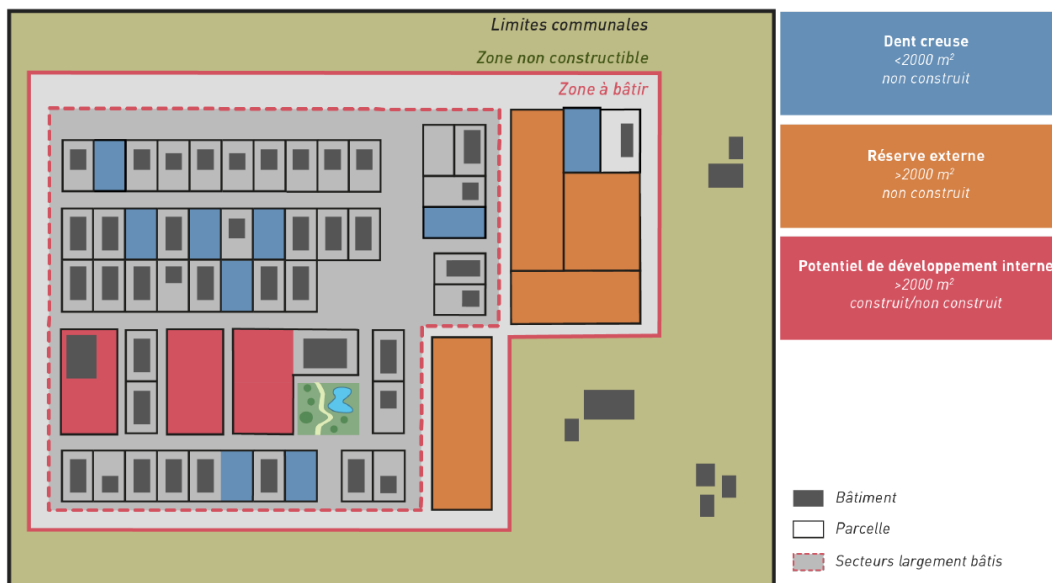 Limites communales
Zone non constructible
Zone à bâtir
Dent creuse
<2000 m²
non construit
Réserve externe
>2000 m²
non construit
Potentiel de développement interne
>2000 m²
construit/non construit
Bâtiment
Parcelle
Secteurs largement bâtis